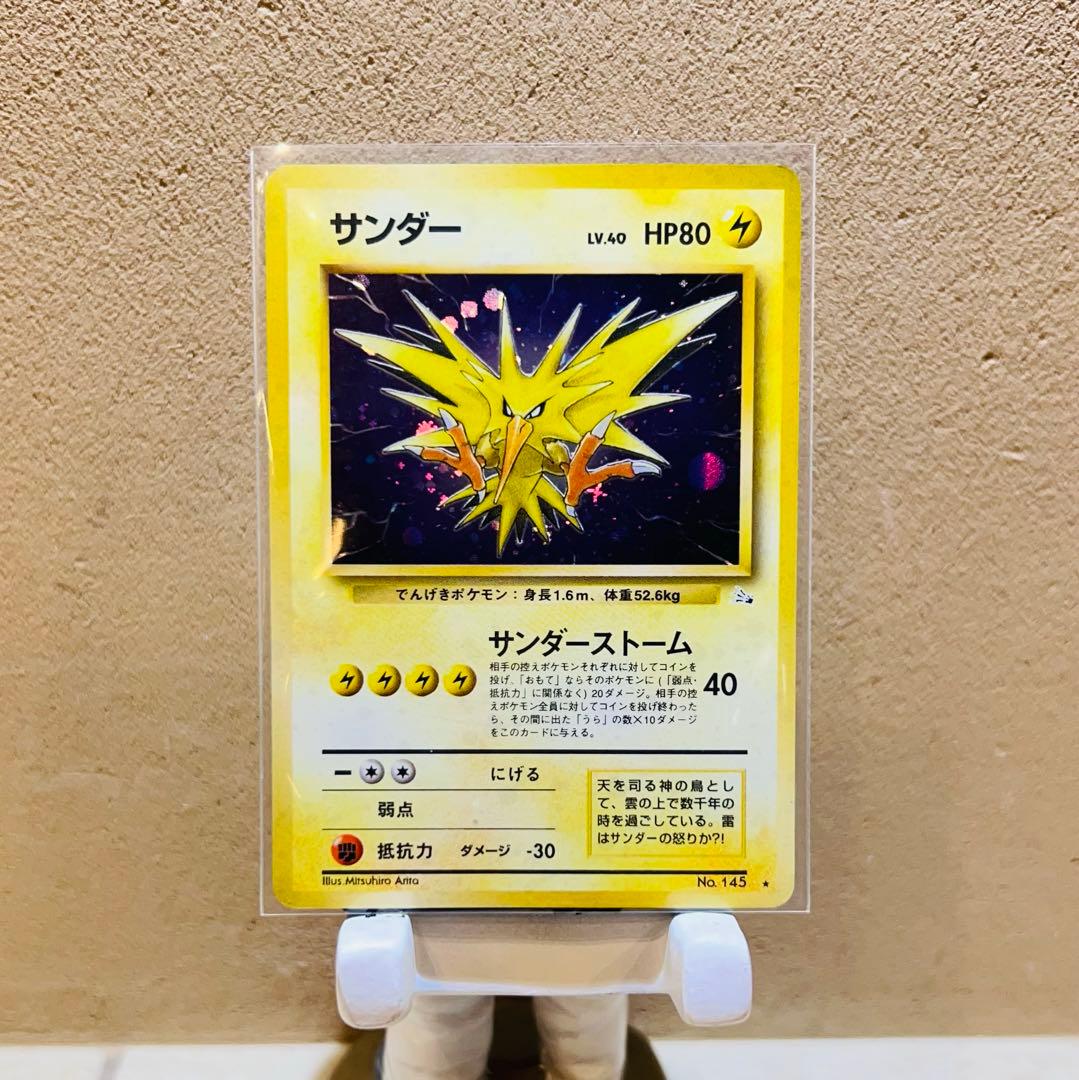 サンダー LV.40 HP80
でんげきポケモン：身長1.6m、体重52.6kg
サンダーストーム
相手の控えポケモンそれぞれに対してコインを
投げ、「おもて」ならそのポケモンに（「弱点・
抵抗力」に関係なく）20ダメージ。相手の控
えポケモン全員に対してコインを投げ終わった
ら、その間に出た「うら」の数×10ダメージ
をこのカードに与える。
40
にげる
弱点
抵抗力 ダメージ -30
天を司る神の鳥とし
て、雲の上で数千年の
時を過ごしている。雷
はサンダーの怒りか?!
Illus. Mitsuhiro Arita
No. 145 ★